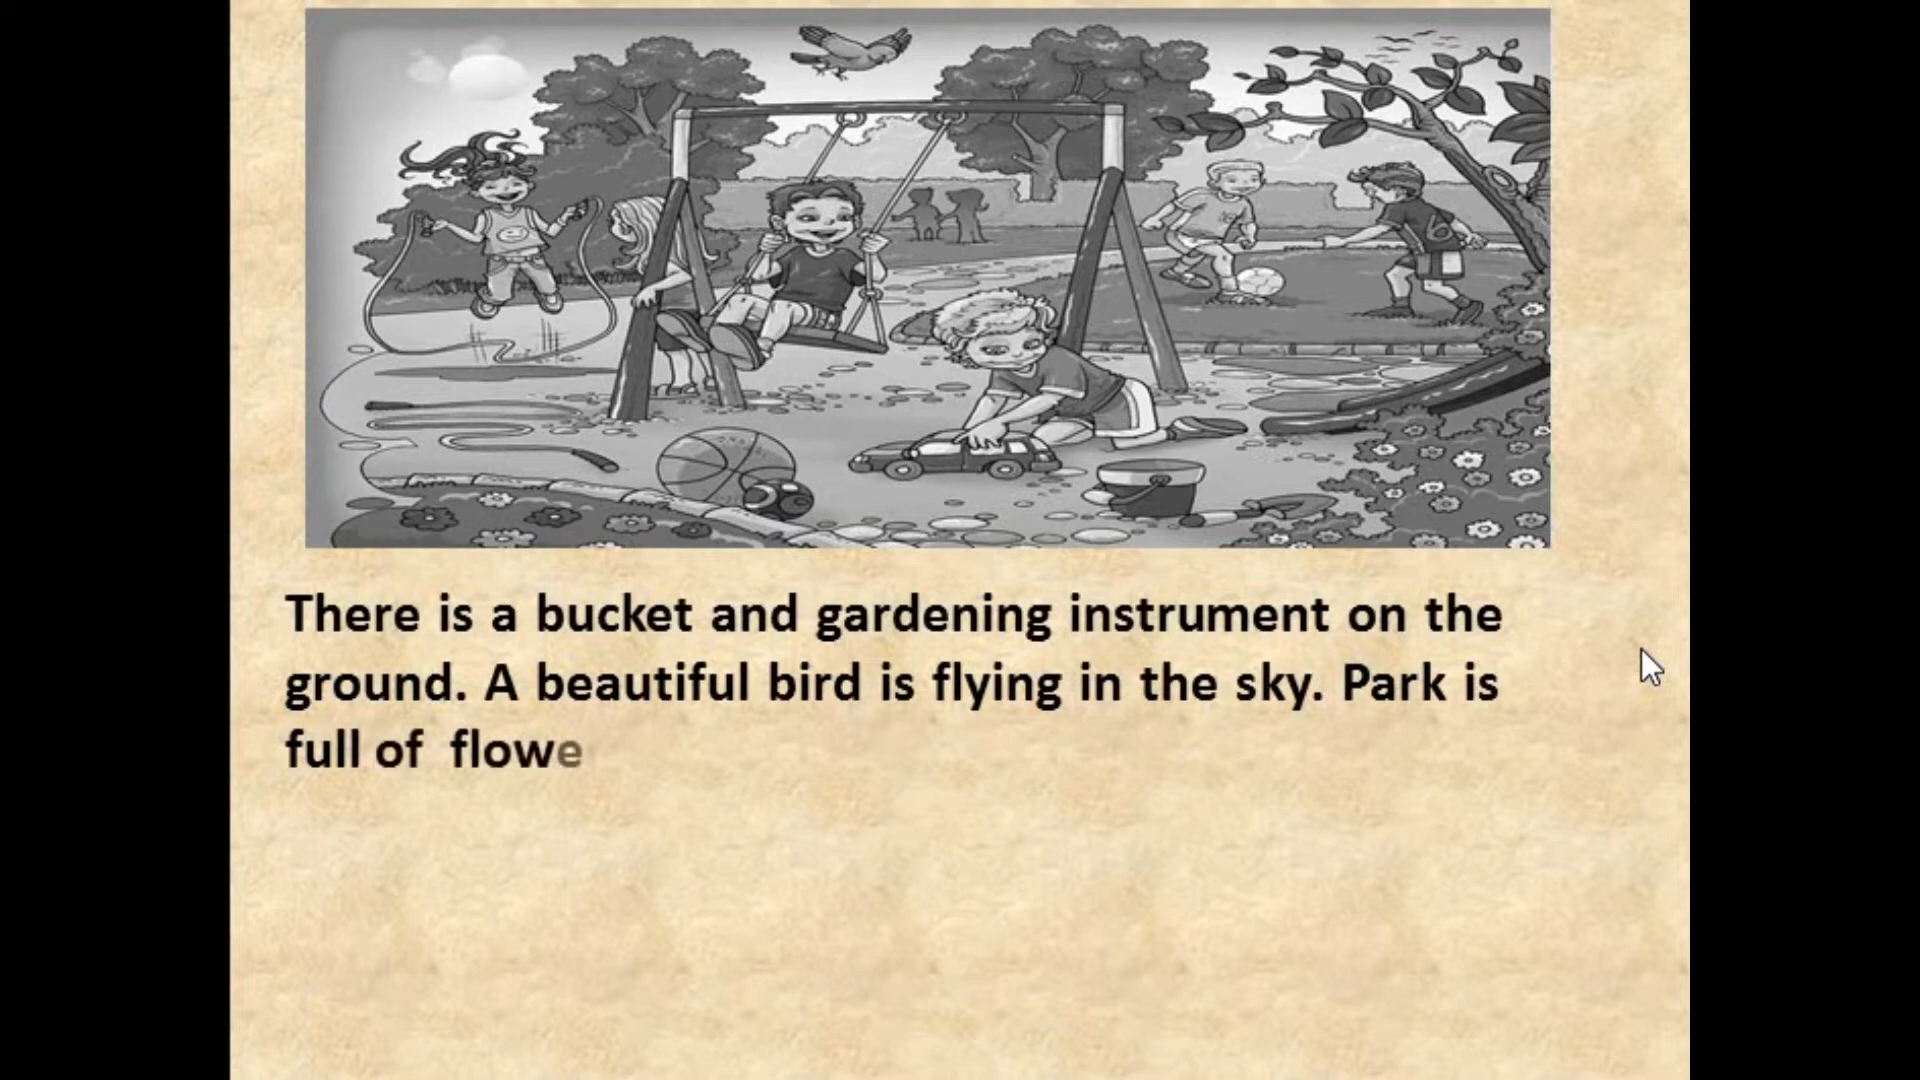 There is a bucket and gardening instrument on the
ground. A beautiful bird is flying in the sky. Park is
full of flowe